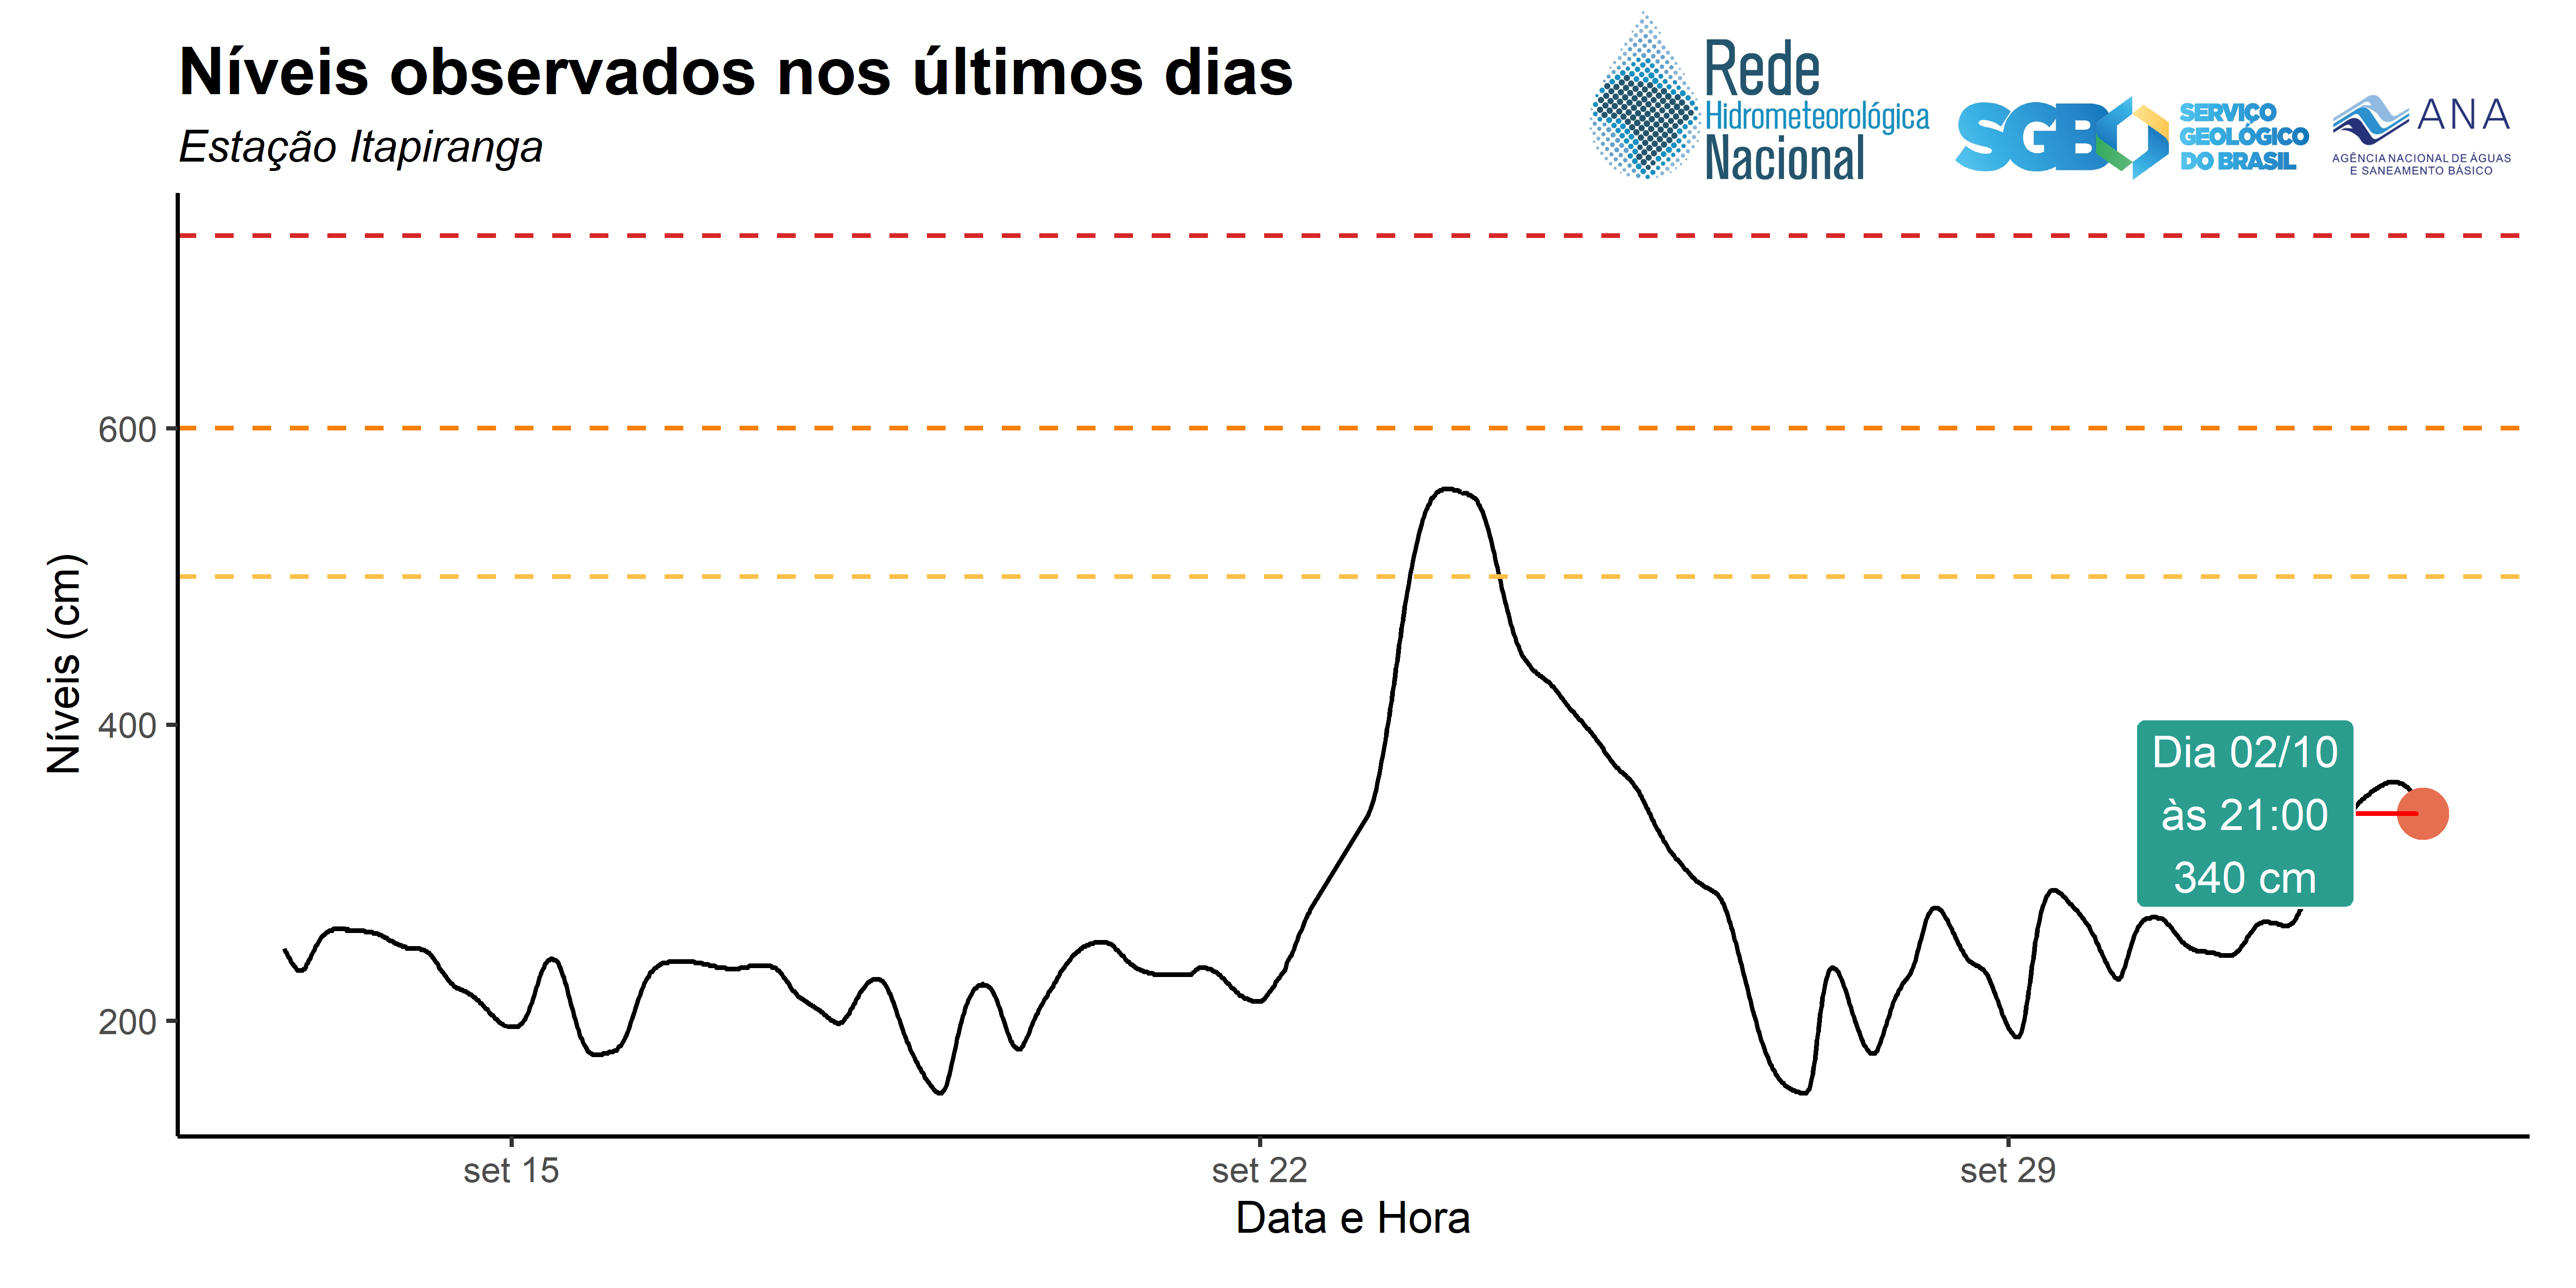 Níveis observados nos últimos dias
Estação Itapiranga
Rede
Hidrometeorológica
Nacional
SGB
SERVIÇO
GEOLÓGICO
DO BRASIL
ANA
AGÊNCIA NACIONAL DE ÁGUAS
E SANEAMENTO BÁSICO
Níveis (cm)
600
400
200
Dia 02/10
às 21:00
340 cm
set 15
set 22
set 29
Data e Hora